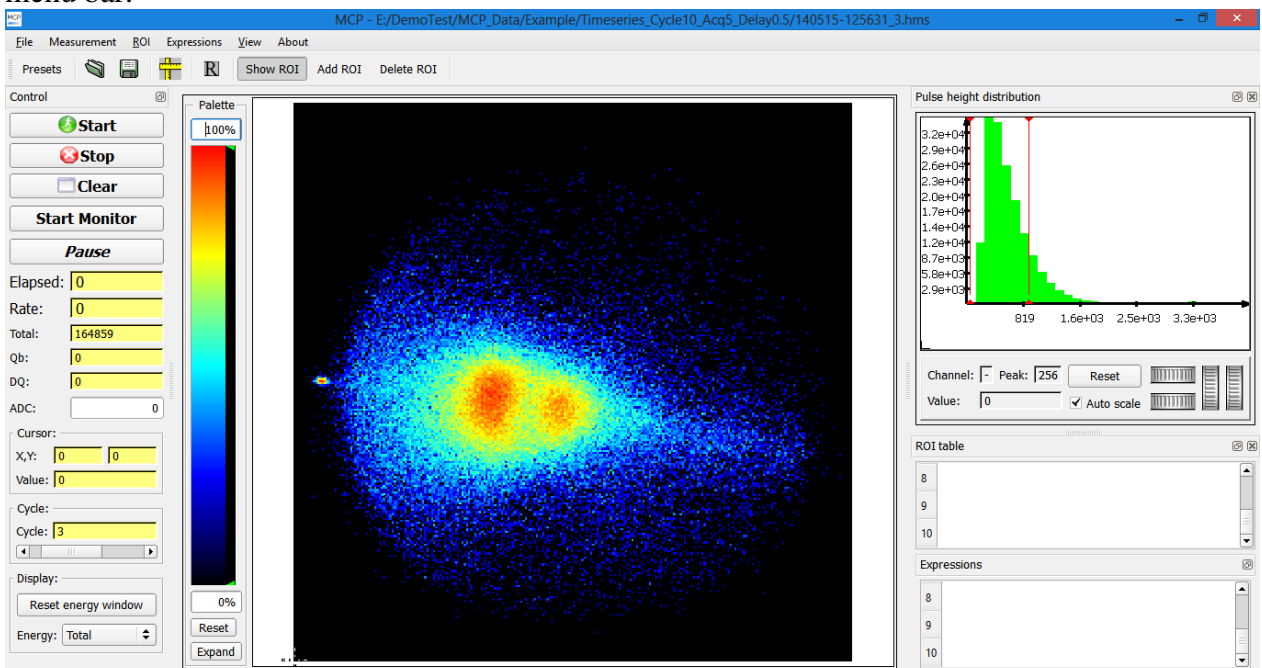 menu bar.
MCP
MCP - E:/DemoTest/MCP_Data/Example/Timeseries_Cycle10_Acq5_Delay0.5/140515-125631_3.hms
File Measurement ROI Expressions View About
Presets R Show ROI Add ROI Delete ROI
Control
Start
Stop
Clear
Start Monitor
Pause
Elapsed: 0
Rate: 0
Total: 164859
Qb: 0
DQ: 0
ADC: 0
Cursor:
X,Y: 0 0
Value: 0
Cycle:
Cycle: 3
Display:
Reset energy window
Energy: Total
Palette
100%
0%
Reset
Expand
Pulse height distribution
3.2e+04
2.9e+04
2.6e+04
2.3e+04
2.0e+04
1.7e+04
1.4e+04
1.2e+04
8.7e+03
5.8e+03
2.9e+03
819 1.6e+03 2.5e+03 3.3e+03
Channel: - Peak: 256 Reset
Value: 0 Auto scale
ROI table
8
9
10
Expressions
8
9
10